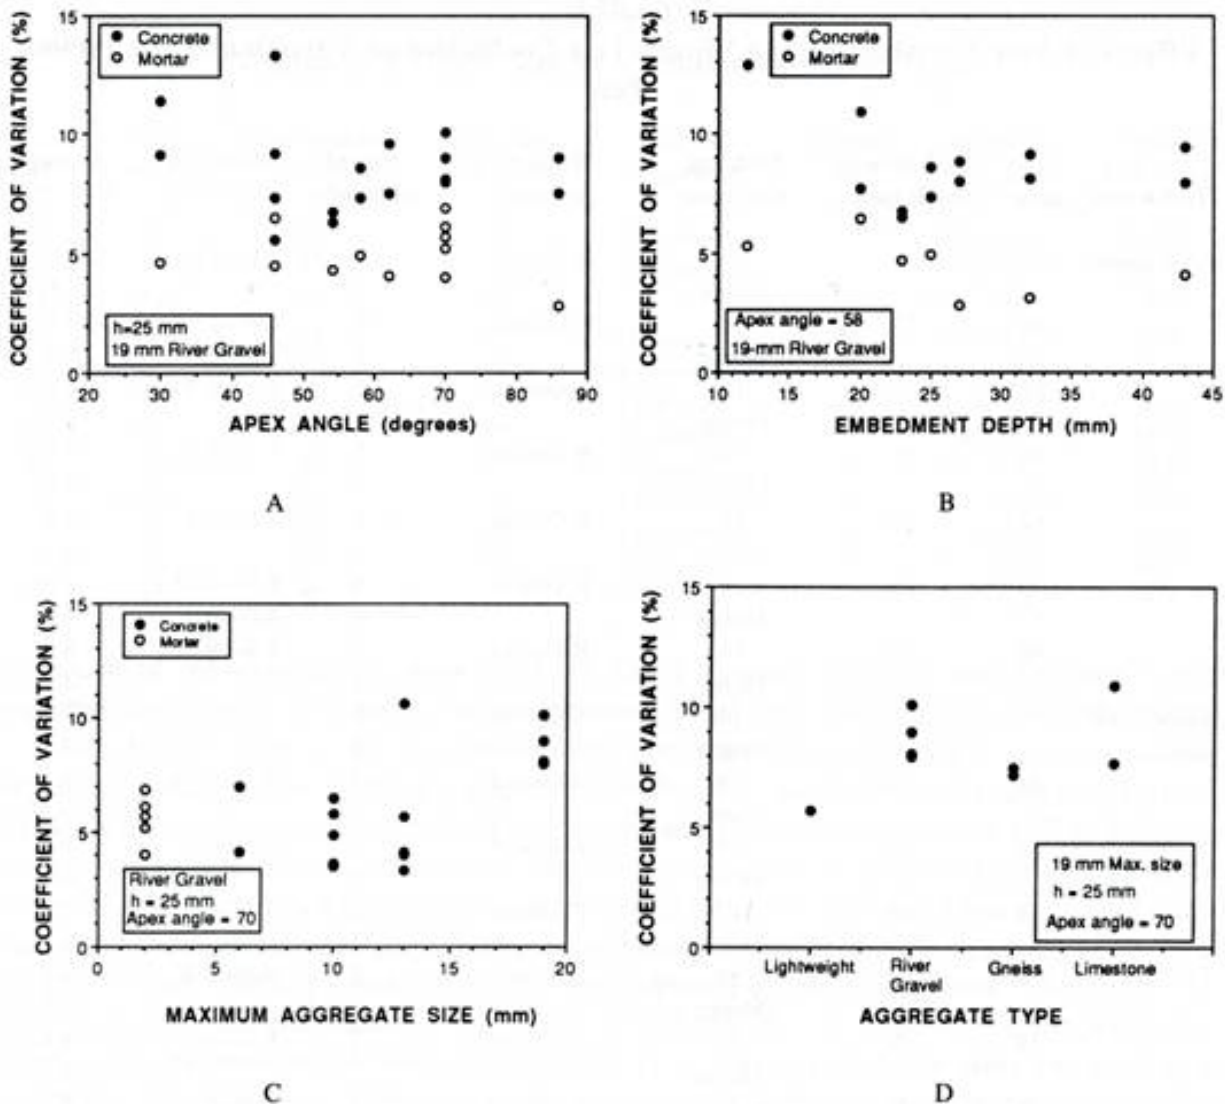 COEFFICIENT OF VARIATION (%)
15
10
5
0
Concrete
Mortar
h=25 mm
19 mm River Gravel
20 30 40 50 60 70 80 90
APEX ANGLE (degrees)
A
COEFFICIENT OF VARIATION (%)
15
10
5
0
Concrete
Mortar
Apex angle = 58
19-mm River Gravel
10 15 20 25 30 35 40 45
EMBEDMENT DEPTH (mm)
B
COEFFICIENT OF VARIATION (%)
15
10
5
0
Concrete
Mortar
River Gravel
h = 25 mm
Apex angle = 70
0 5 10 15 20
MAXIMUM AGGREGATE SIZE (mm)
C
COEFFICIENT OF VARIATION (%)
15
10
5
0
19 mm Max. size
h = 25 mm
Apex angle = 70
Lightweight River Gneiss Limestone
Gravel
AGGREGATE TYPE
D